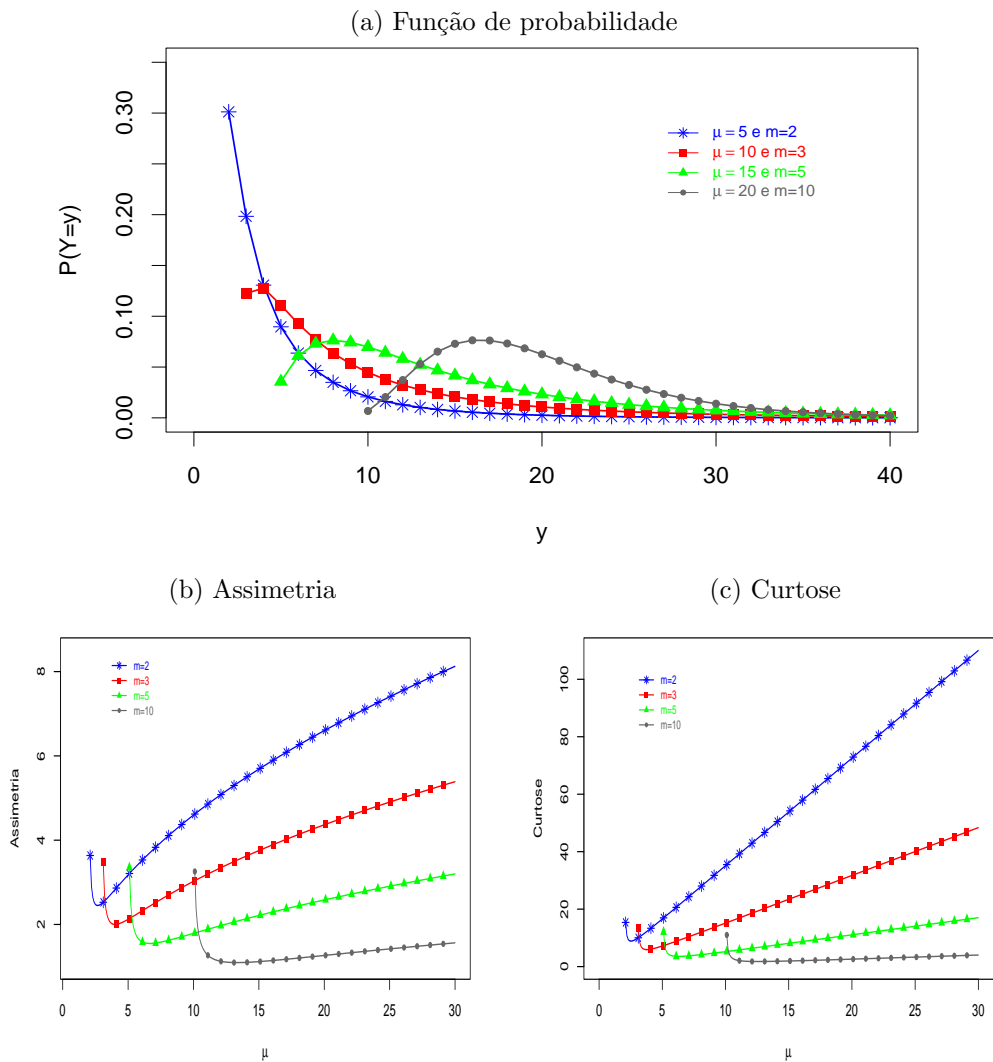 (a) Função de probabilidade
P(Y=y)
0.00
0.10
0.20
0.30
μ = 5 e m=2
μ = 10 e m=3
μ = 15 e m=5
μ = 20 e m=10
0 10 20 30 40
y
(b) Assimetria
Assimetria
2
4
6
8
m=2
m=3
m=5
m=10
0 5 10 15 20 25 30
μ
(c) Curtose
Curtose
0
20
40
60
80
100
m=2
m=3
m=5
m=10
0 5 10 15 20 25 30
μ